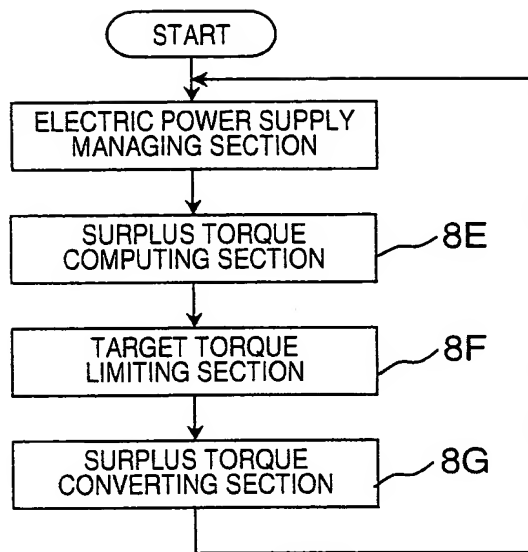 START
ELECTRIC POWER SUPPLY
MANAGING SECTION
SURPLUS TORQUE
COMPUTING SECTION
8E
TARGET TORQUE
LIMITING SECTION
8F
SURPLUS TORQUE
CONVERTING SECTION
8G